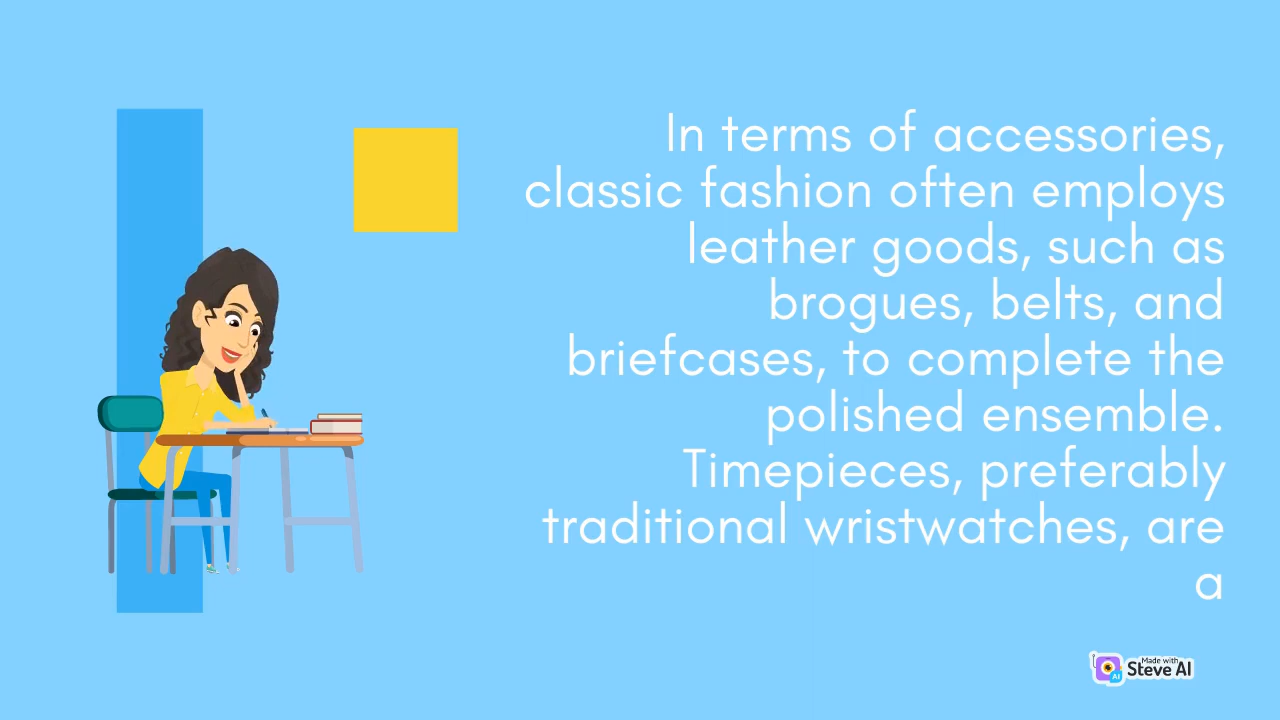 In terms of accessories,
classic fashion often employs
leather goods, such as
brogues, belts, and
briefcases, to complete the
polished ensemble.
Timepieces, preferably
traditional wristwatches, are
a
Made with
Steve AI
AI